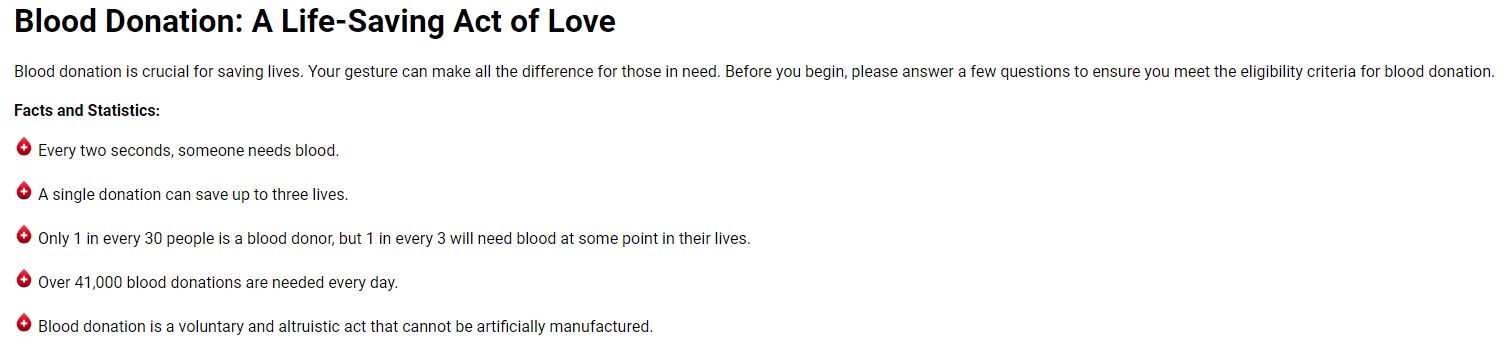 Blood Donation: A Life-Saving Act of Love
Blood donation is crucial for saving lives. Your gesture can make all the difference for those in need. Before you begin, please answer a few questions to ensure you meet the eligibility criteria for blood donation.
Facts and Statistics:
Every two seconds, someone needs blood.
A single donation can save up to three lives.
Only 1 in every 30 people is a blood donor, but 1 in every 3 will need blood at some point in their lives.
Over 41,000 blood donations are needed every day.
Blood donation is a voluntary and altruistic act that cannot be artificially manufactured.